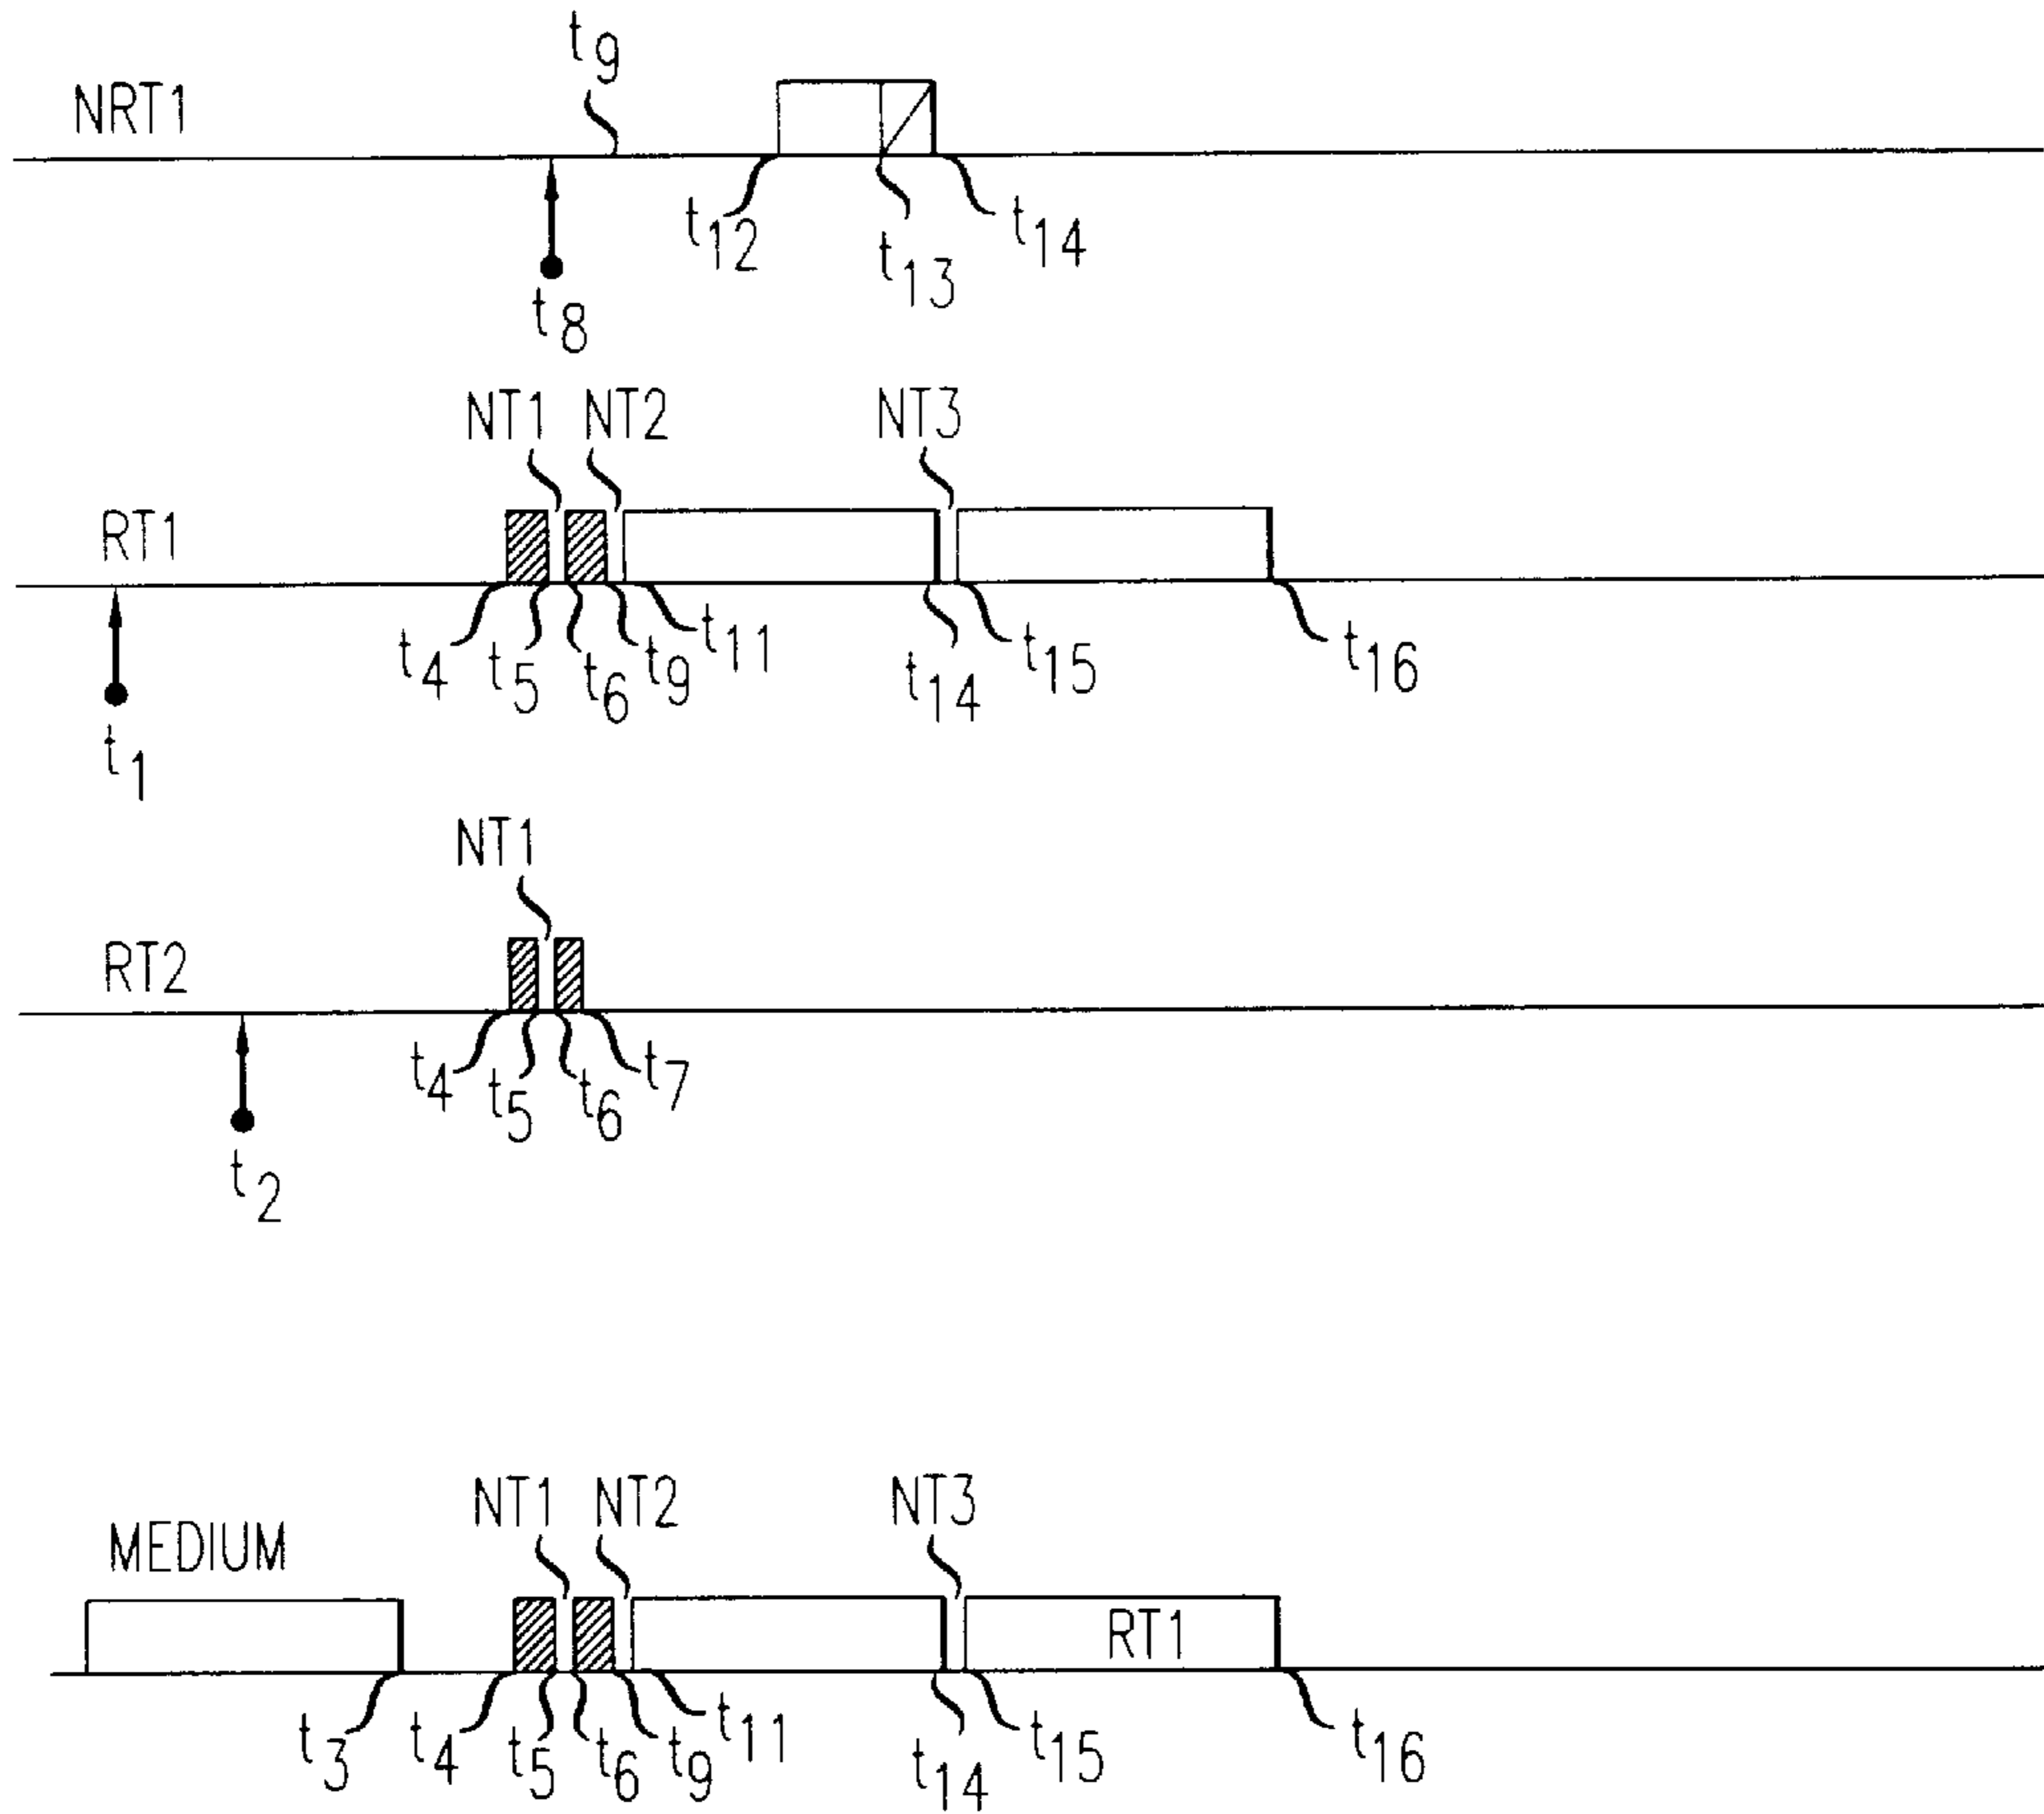 t9
NRT1
t12 t13 t14
t8
NT1 NT2 NT3
RT1
t4 t5 t6 t9 t11 t14 t15 t16
t1
NT1
RT2
t4 t5 t6 t7
t2
NT1 NT2 NT3
MEDIUM
RT1
t3 t4 t5 t6 t9 t11 t14 t15 t16